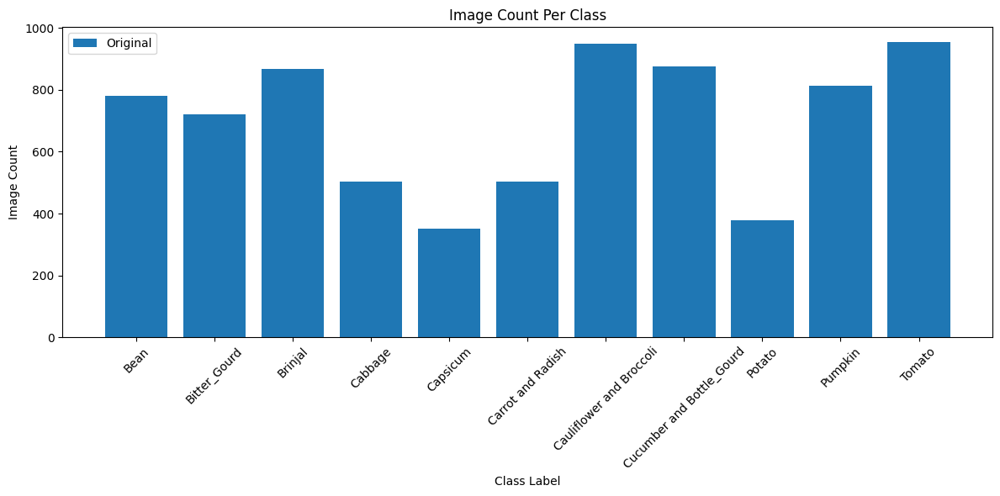 Image Count Per Class
Original
Image Count
1000
800
600
400
200
0
Bean
Bitter_Gourd
Brinjal
Cabbage
Capsicum
Carrot and Radish
Cauliflower and Broccoli
Cucumber and Bottle_Gourd
Potato
Pumpkin
Tomato
Class Label